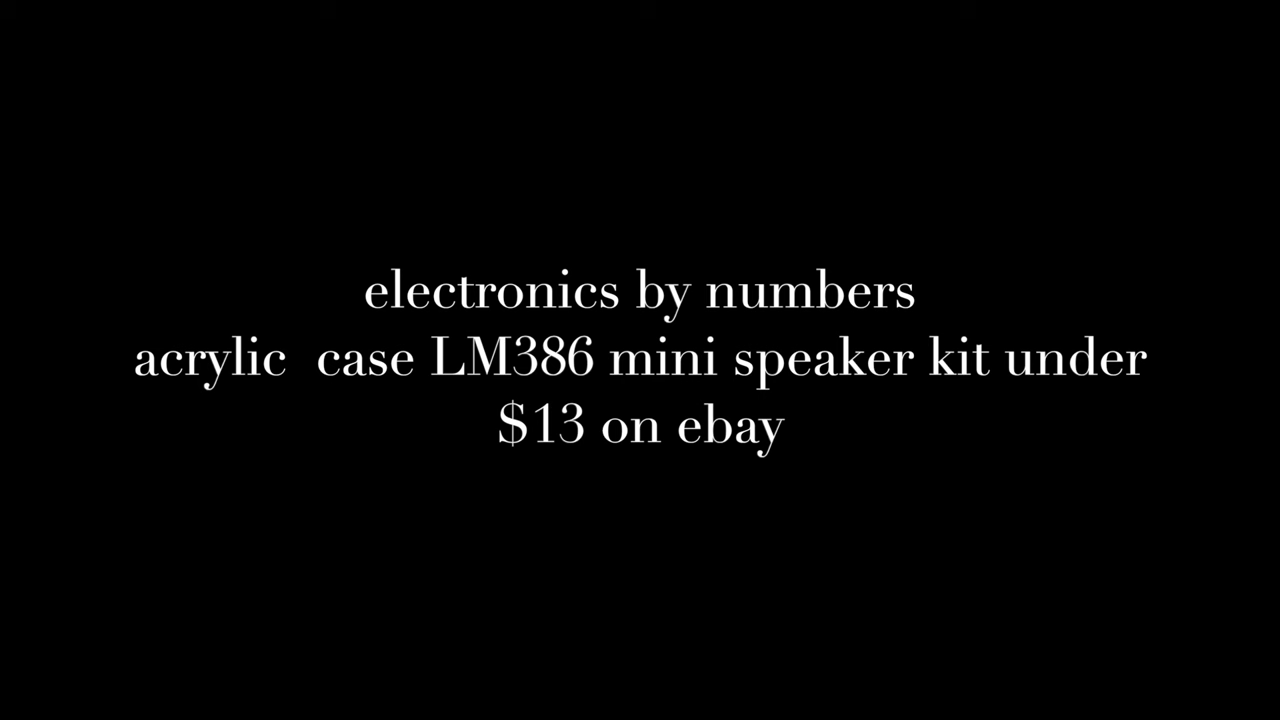 electronics by numbers
acrylic  case LM386 mini speaker kit under
$13 on ebay